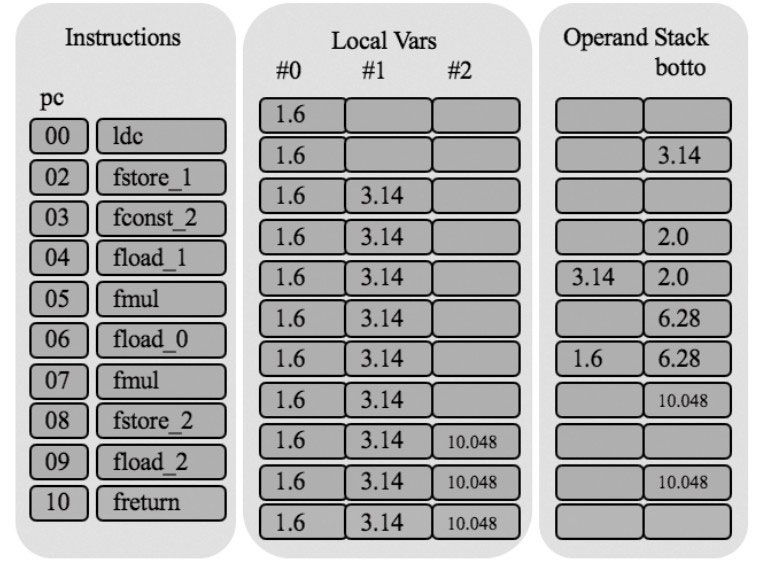 Instructions
pc
00 ldc
02 fstore_1
03 fconst_2
04 fload_1
05 fmul
06 fload_0
07 fmul
08 fstore_2
09 fload_2
10 freturn
Local Vars
#0 #1 #2
1.6
1.6
1.6 3.14
1.6 3.14
1.6 3.14
1.6 3.14
1.6 3.14
1.6 3.14
1.6 3.14 10.048
1.6 3.14 10.048
1.6 3.14 10.048
Operand Stack
botto
3.14
2.0
3.14 2.0
6.28
1.6 6.28
10.048
10.048